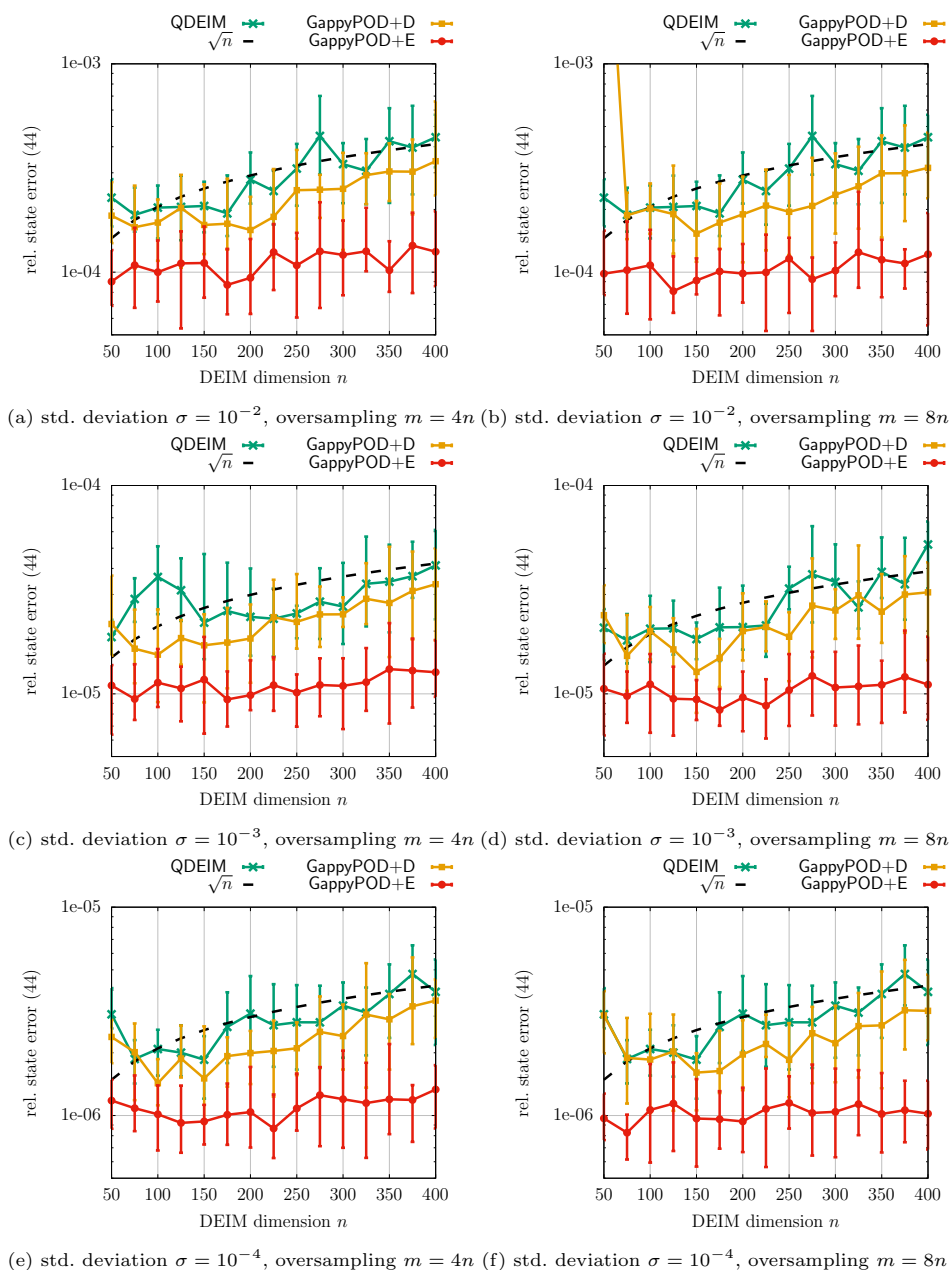 QDEIM GappyPOD+D
√n GappyPOD+E
1e-03
1e-04
rel. state error (44)
50 100 150 200 250 300 350 400
DEIM dimension n
QDEIM GappyPOD+D
√n GappyPOD+E
1e-03
1e-04
rel. state error (44)
50 100 150 200 250 300 350 400
DEIM dimension n
(a) std. deviation σ = 10⁻², oversampling m = 4n
(b) std. deviation σ = 10⁻², oversampling m = 8n
QDEIM GappyPOD+D
√n GappyPOD+E
1e-04
1e-05
rel. state error (44)
50 100 150 200 250 300 350 400
DEIM dimension n
QDEIM GappyPOD+D
√n GappyPOD+E
1e-04
1e-05
rel. state error (44)
50 100 150 200 250 300 350 400
DEIM dimension n
(c) std. deviation σ = 10⁻³, oversampling m = 4n
(d) std. deviation σ = 10⁻³, oversampling m = 8n
QDEIM GappyPOD+D
√n GappyPOD+E
1e-05
1e-06
rel. state error (44)
50 100 150 200 250 300 350 400
DEIM dimension n
QDEIM GappyPOD+D
√n GappyPOD+E
1e-05
1e-06
rel. state error (44)
50 100 150 200 250 300 350 400
DEIM dimension n
(e) std. deviation σ = 10⁻⁴, oversampling m = 4n
(f) std. deviation σ = 10⁻⁴, oversampling m = 8n